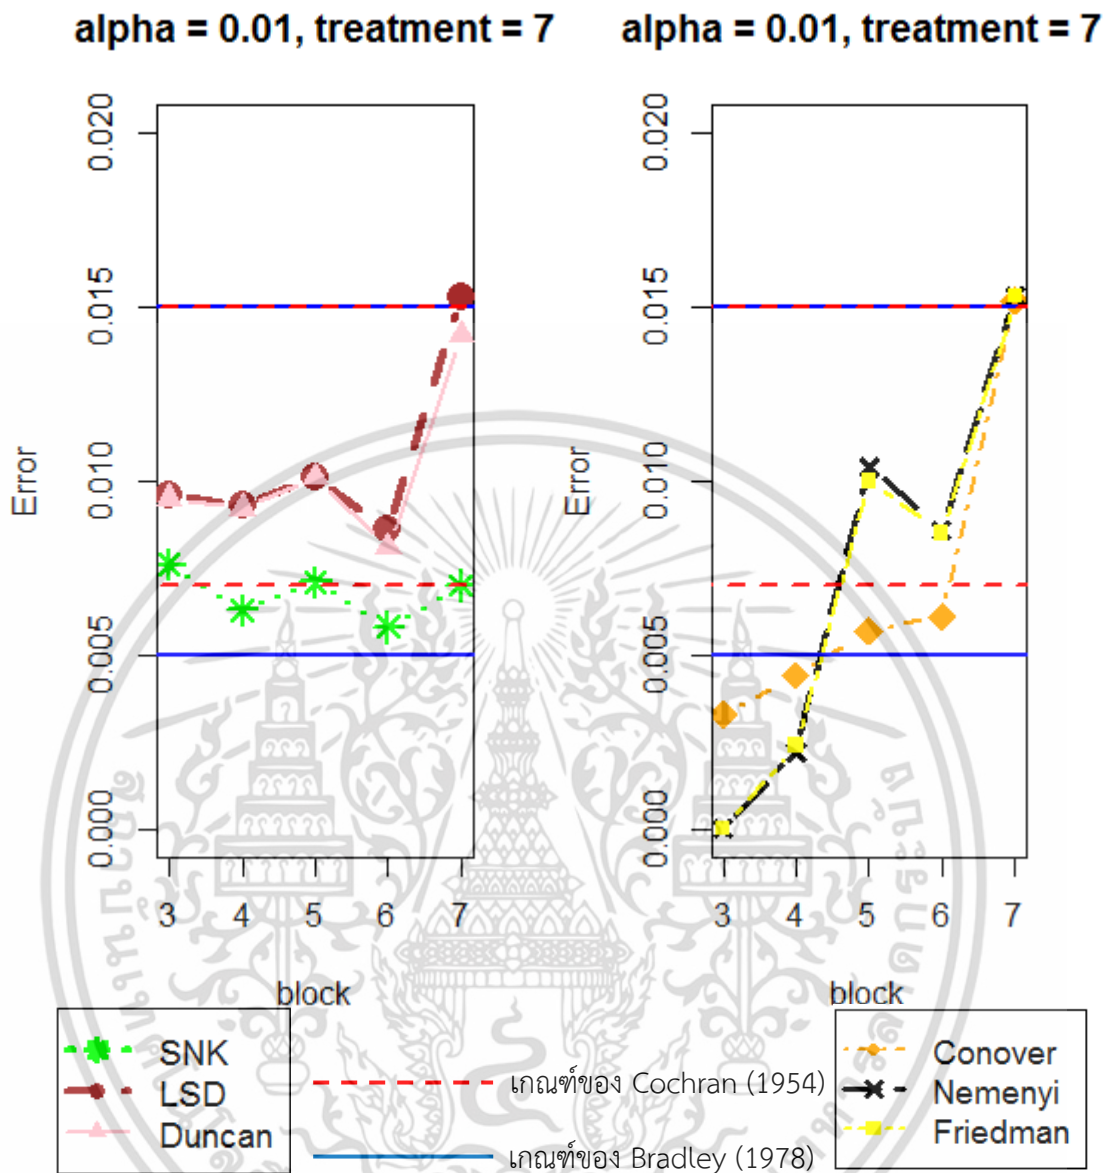 alpha = 0.01, treatment = 7
alpha = 0.01, treatment = 7
Error
0.020
0.015
0.010
0.005
0.000
3 4 5 6 7
block
Error
0.020
0.015
0.010
0.005
0.000
3 4 5 6 7
block
SNK
LSD
Duncan
เกณฑ์ของ Cochran (1954)
เกณฑ์ของ Bradley (1978)
Conover
Nemenyi
Friedman